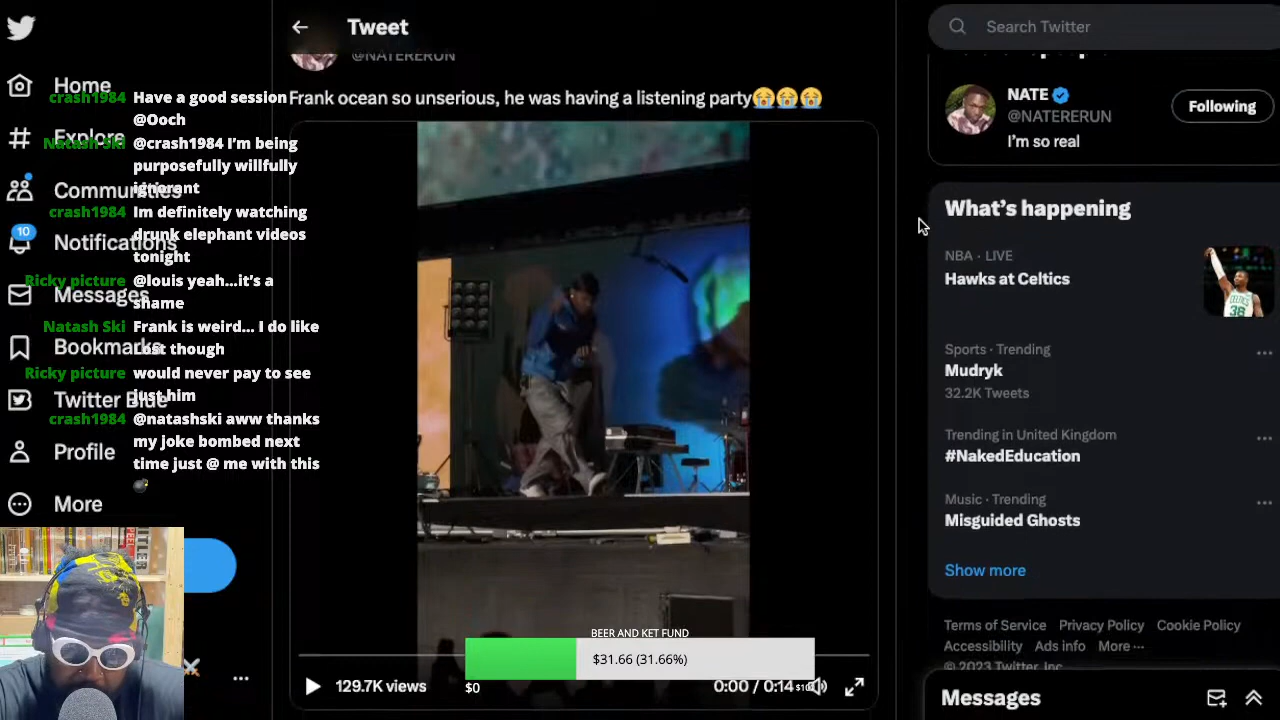 Tweet
Search Twitter
@NATERERUN
Home
Explore
Communities
10
Notifications
Messages
Bookmarks
Twitter Blue
Profile
More
crash1984 Have a good session
@Ooch
Natash Ski @crash1984 I'm being
purposefully willfully
ignorant
crash1984 Im definitely watching
drunk elephant videos
tonight
Ricky picture @louis yeah...it's a
shame
Natash Ski Frank is weird... I do like
Lost though
Ricky picture would never pay to see
just him
crash1984 @natashski aww thanks
my joke bombed next
time just @ me with this
💣
Frank ocean so unserious, he was having a listening party😭😭😭
BEER AND KET FUND
$31.66 (31.66%)
$0
129.7K views
0:00 / 0:14
NATE
@NATERERUN
Following
I'm so real
What's happening
NBA · LIVE
Hawks at Celtics
Sports · Trending
Mudryk
32.2K Tweets
Trending in United Kingdom
#NakedEducation
Music · Trending
Misguided Ghosts
Show more
Terms of Service Privacy Policy Cookie Policy
Accessibility Ads info More ···
© 2023 Twitter, Inc.
Messages